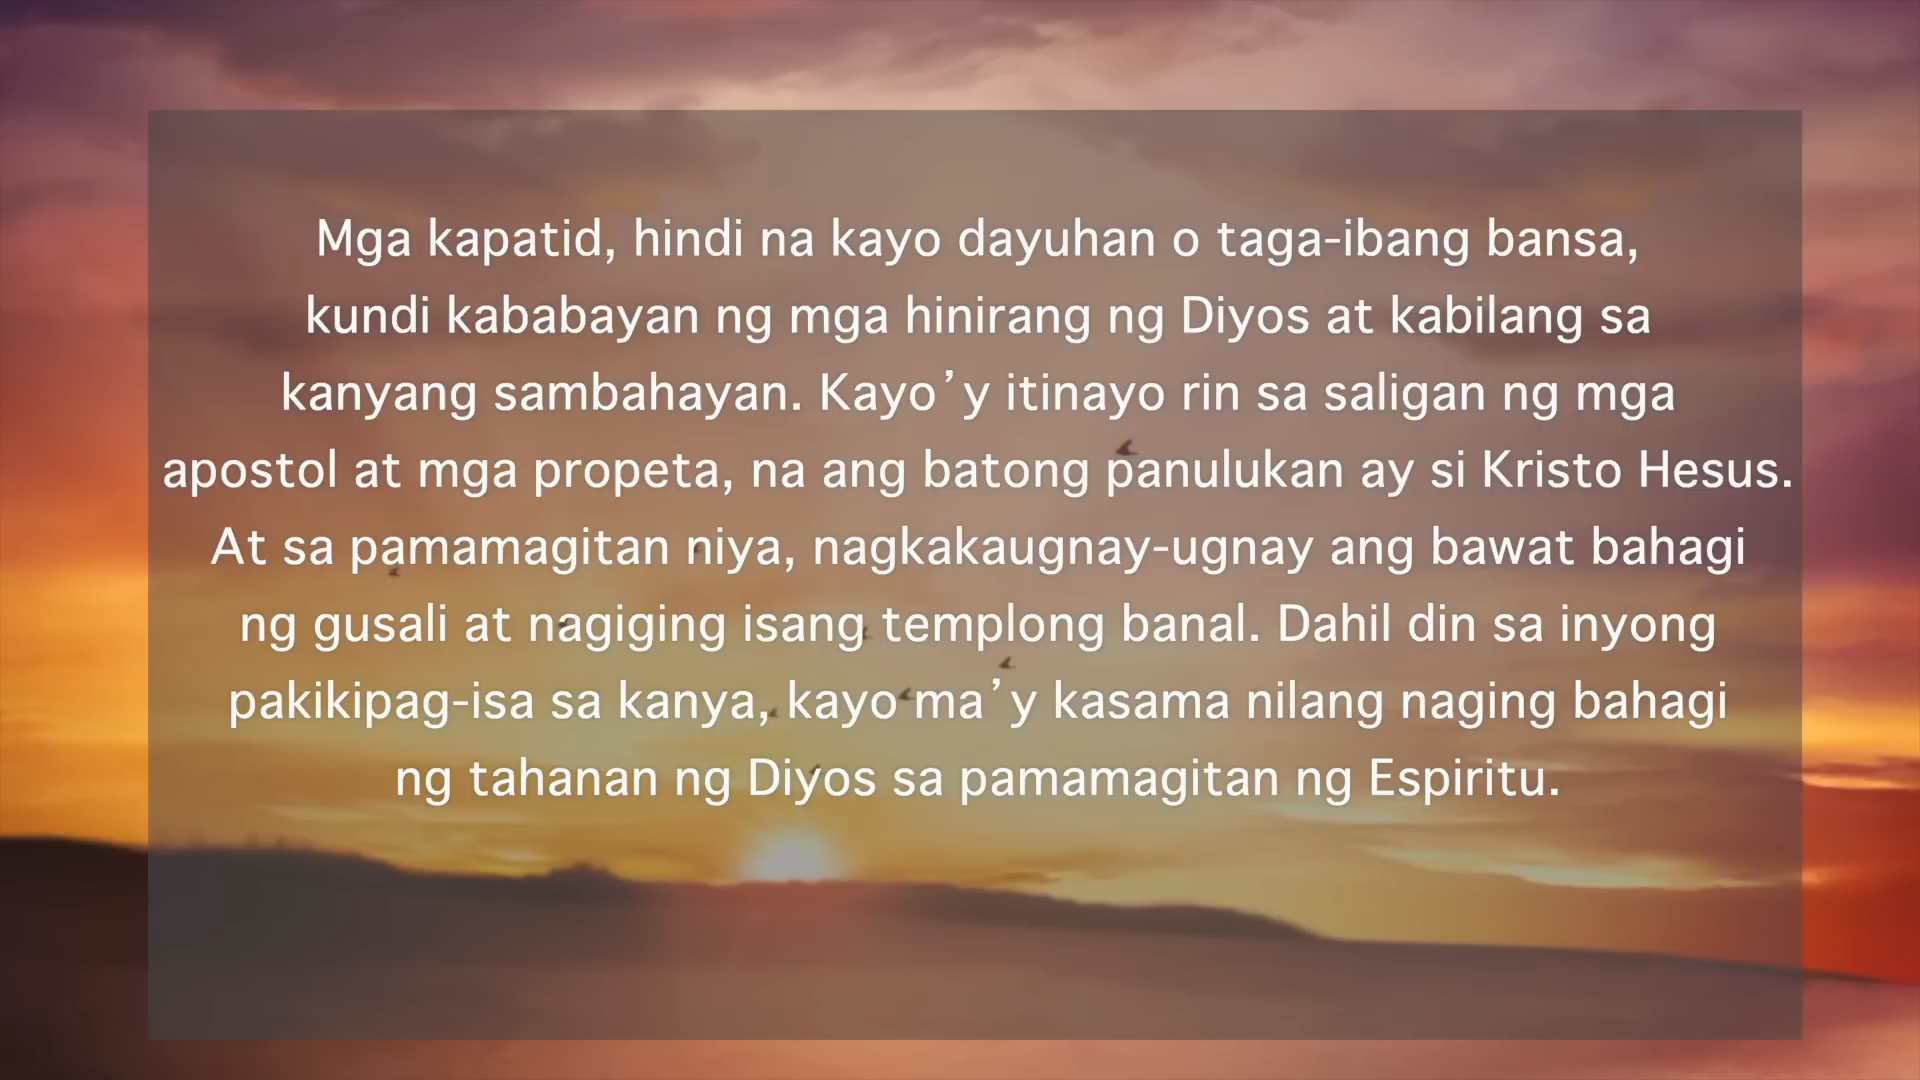 Mga kapatid, hindi na kayo dayuhan o taga-ibang bansa,
kundi kababayan ng mga hinirang ng Diyos at kabilang sa
kanyang sambahayan. Kayo’y itinayo rin sa saligan ng mga
apostol at mga propeta, na ang batong panulukan ay si Kristo Hesus.
At sa pamamagitan niya, nagkakaugnay-ugnay ang bawat bahagi
ng gusali at nagiging isang templong banal. Dahil din sa inyong
pakikipag-isa sa kanya, kayo ma’y kasama nilang naging bahagi
ng tahanan ng Diyos sa pamamagitan ng Espiritu.